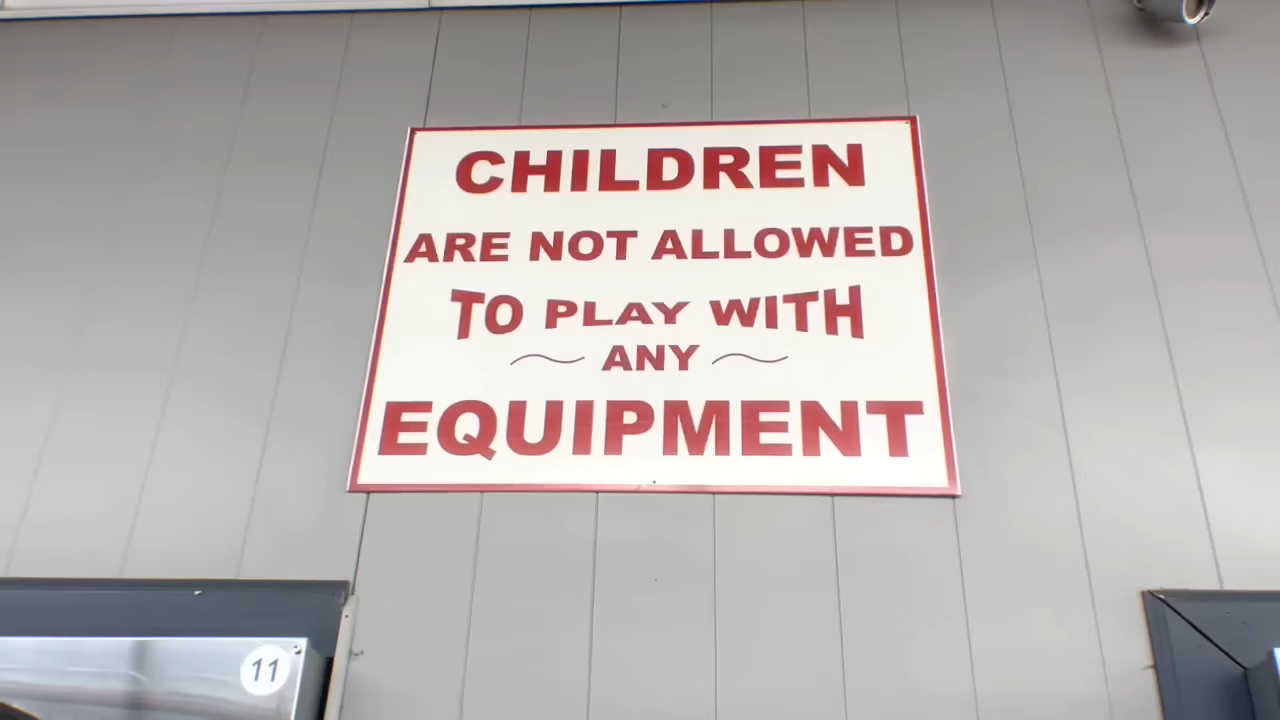 CHILDREN
ARE NOT ALLOWED
TO PLAY WITH
ANY
EQUIPMENT
11